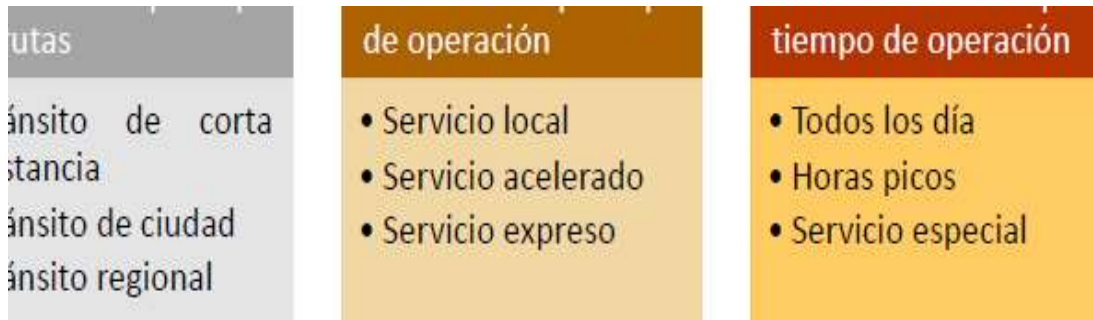 utas
ánsito de corta
stancia
ánsito de ciudad
ánsito regional
de operación
• Servicio local
• Servicio acelerado
• Servicio expreso
tiempo de operación
• Todos los día
• Horas picos
• Servicio especial